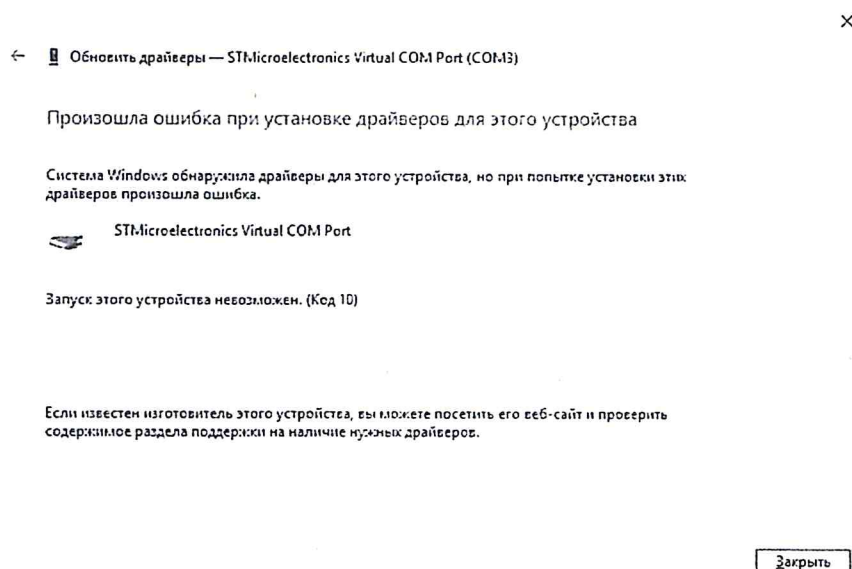 Обновить драйверы — STMicroelectronics Virtual COM Port (COM3)
Произошла ошибка при установке драйверов для этого устройства
Система Windows обнаружила драйверы для этого устройства, но при попытке установки этих
драйверов произошла ошибка.
STMicroelectronics Virtual COM Port
Запуск этого устройства невозможен. (Код 10)
Если известен изготовитель этого устройства, вы можете посетить его веб-сайт и проверить
содержимое раздела поддержки на наличие нужных драйверов.
Закрыть